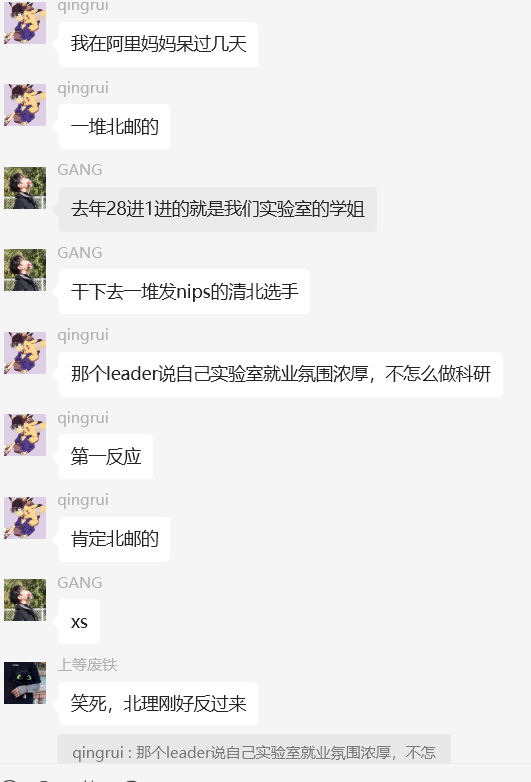 qingrui
我在阿里妈妈呆过几天
qingrui
一堆北邮的
GANG
去年28进1进的就是我们实验室的学姐
GANG
干下去一堆发nips的清北选手
qingrui
那个leader说自己实验室就业氛围浓厚，不怎么做科研
qingrui
第一反应
qingrui
肯定北邮的
GANG
xs
上等废铁
笑死，北理刚好反过来
qingrui : 那个leader说自己实验室就业氛围浓厚，不怎